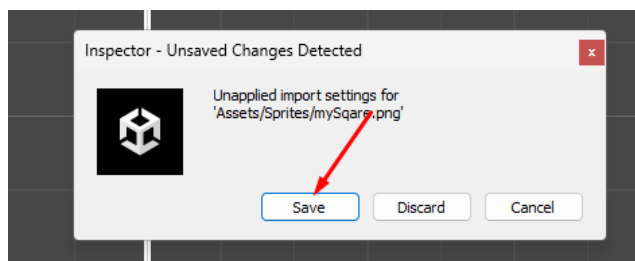 Inspector - Unsaved Changes Detected
x
Unapplied import settings for
'Assets/Sprites/mySqare.png'
Save Discard Cancel